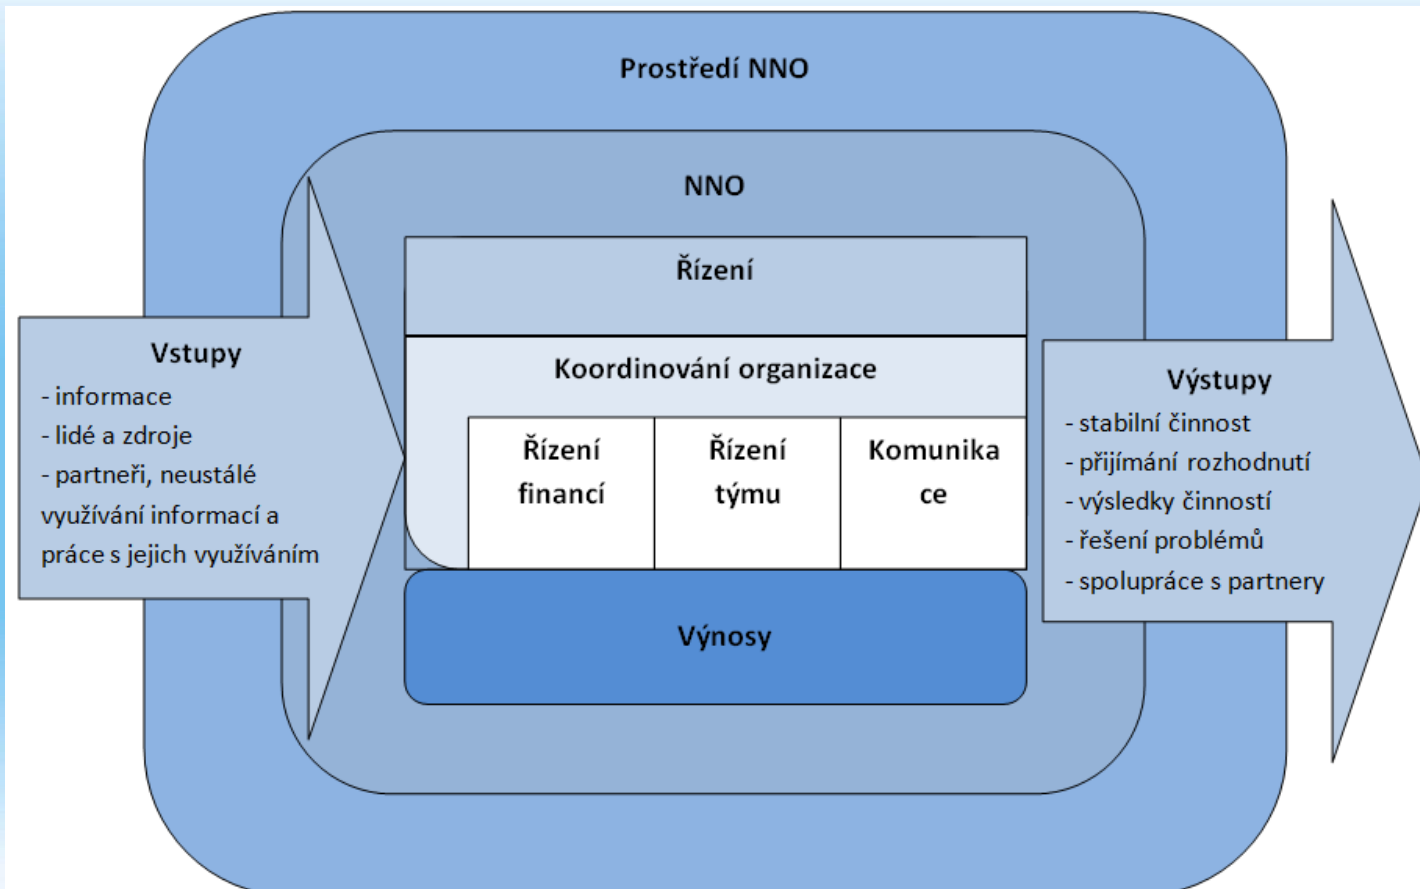 Prostředí NNO
NNO
Řízení
Koordinování organizace
Řízení
financí
Řízení
týmu
Komunika
ce
Výnosy
Vstupy
- informace
- lidé a zdroje
- partneři, neustálé
využívání informací a
práce s jejich využíváním
Výstupy
- stabilní činnost
- přijímání rozhodnutí
- výsledky činností
- řešení problémů
- spolupráce s partnery